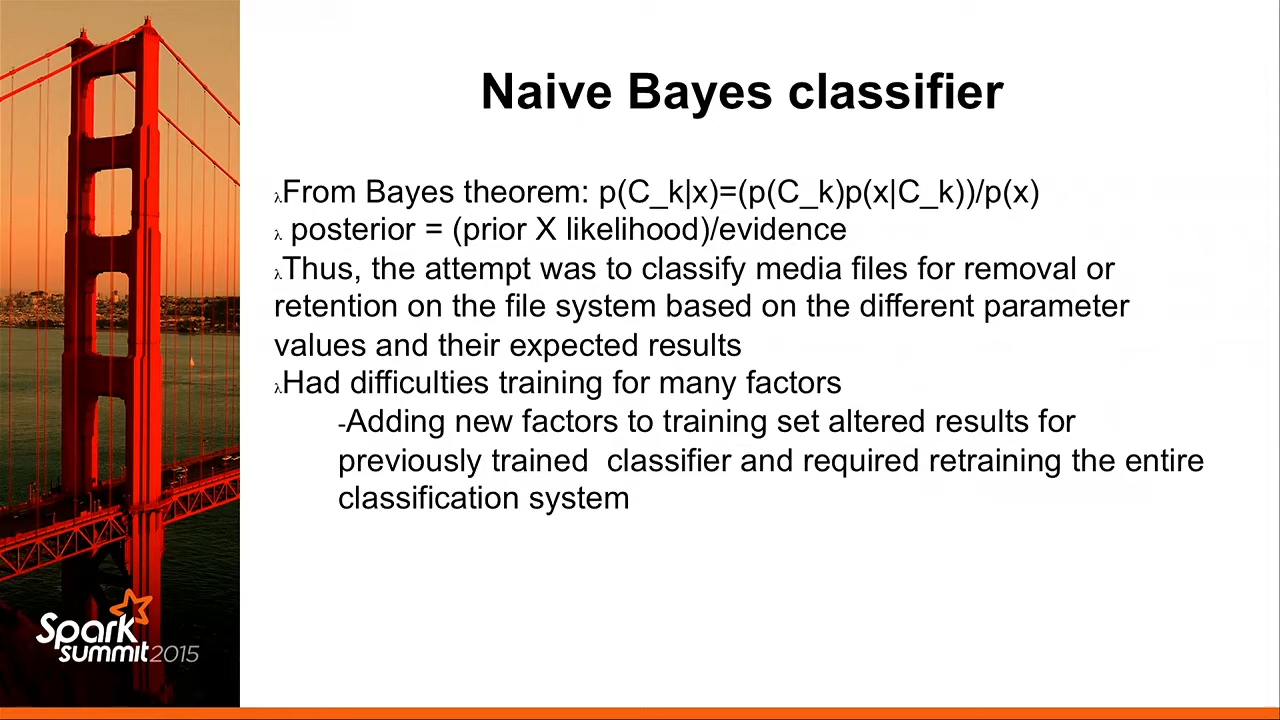 Naive Bayes classifier
λFrom Bayes theorem: p(C_k|x)=(p(C_k)p(x|C_k))/p(x)
λ posterior = (prior X likelihood)/evidence
λThus, the attempt was to classify media files for removal or
retention on the file system based on the different parameter
values and their expected results
λHad difficulties training for many factors
-Adding new factors to training set altered results for
previously trained  classifier and required retraining the entire
classification system
Spark
summit2015